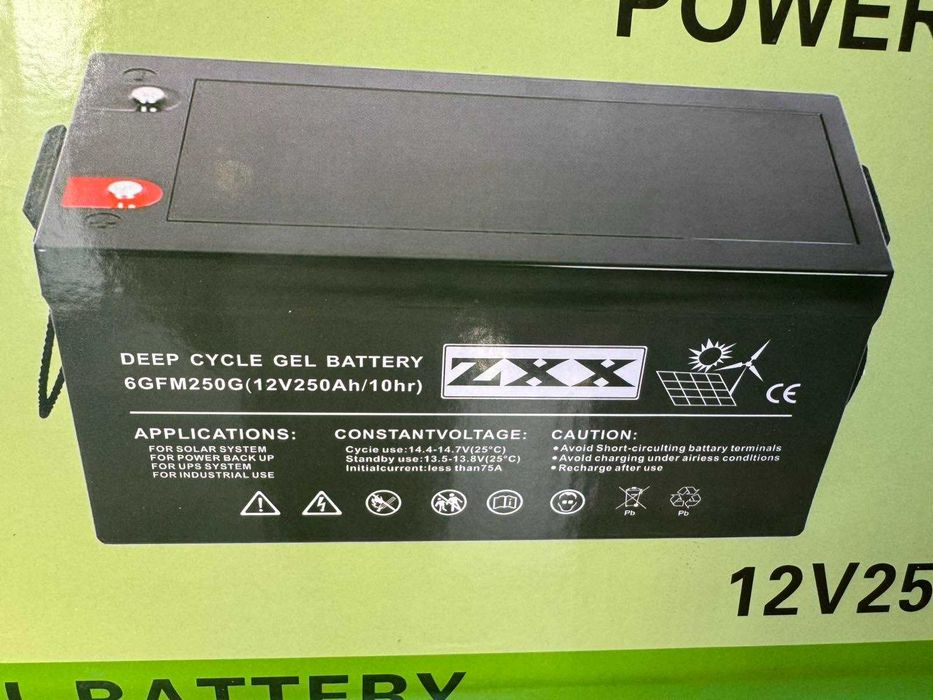 POWER
DEEP CYCLE GEL BATTERY
6GFM250G(12V250Ah/10hr)
ZXX
CE
APPLICATIONS:
FOR SOLAR SYSTEM
FOR POWER BACK UP
FOR UPS SYSTEM
FOR INDUSTRIAL USE
CONSTANTVOLTAGE:
Cycle use:14.4-14.7V(25°C)
Standby use:13.5-13.8V(25°C)
Initialcurrent:less than75A
CAUTION:
•Avoid Short-circulting battary terminals
•Avoid charging under airless conditions
•Recharge after use
Pb
Pb
12V25
BATTERY